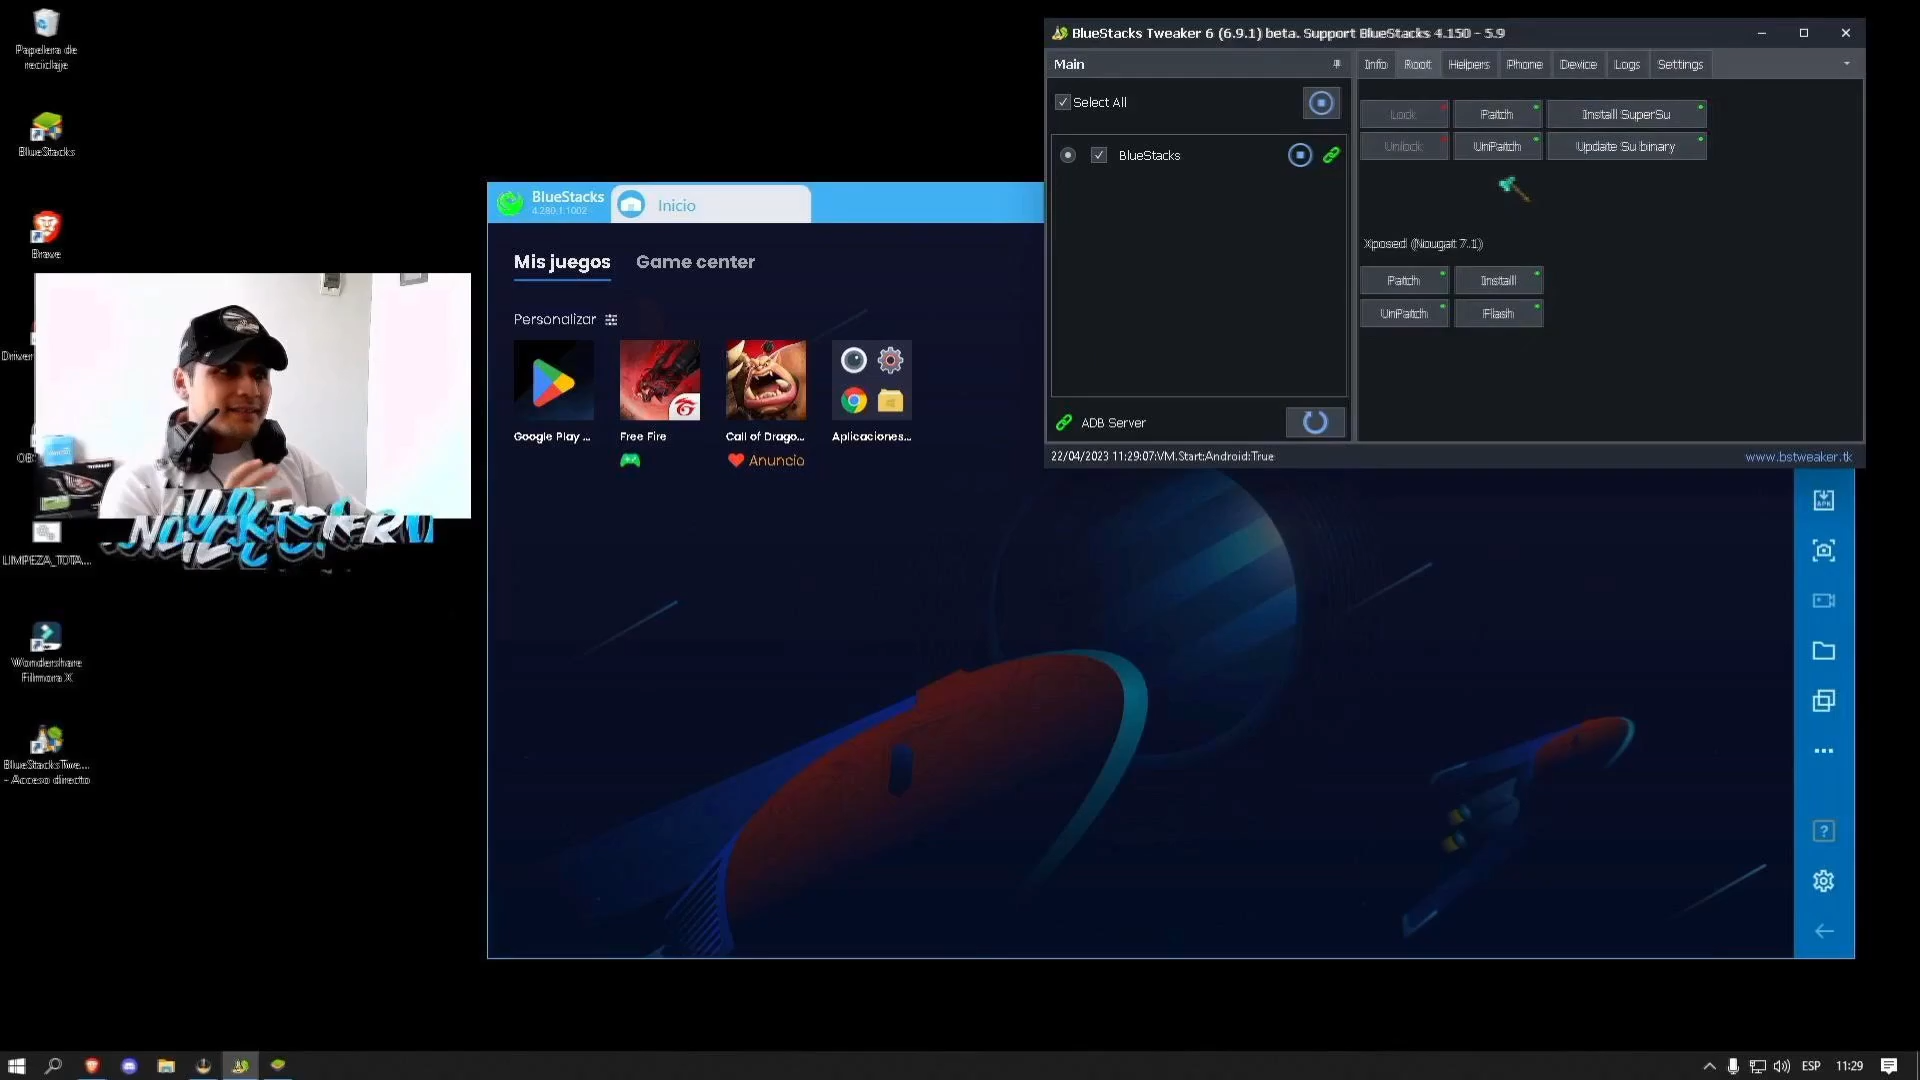 Papelera de
reciclaje
BlueStacks
Brave
LIMPEZA_TOTA...
Wondershare
Filmora X
BlueStacksTwe...
- Acceso directo
BlueStacks
4.280.1.1002
Inicio
Mis juegos
Game center
Personalizar
Google Play ...
Free Fire
Call of Drago...
Aplicaciones...
Anuncio
BlueStacks Tweaker 6 (6.9.1) beta. Support BlueStacks 4.150 - 5.9
Main
Info
Root
Helpers
Phone
Device
Logs
Settings
Select All
BlueStacks
Lock
Patch
Install SuperSu
Unlock
UnPatch
Update Su binary
Xposed (Nougat 7.1)
Patch
Install
UnPatch
Flash
ADB Server
22/04/2023 11:29:07:VM.Start:Android:True
www.bstweaker.tk
APK
ESP
11:29